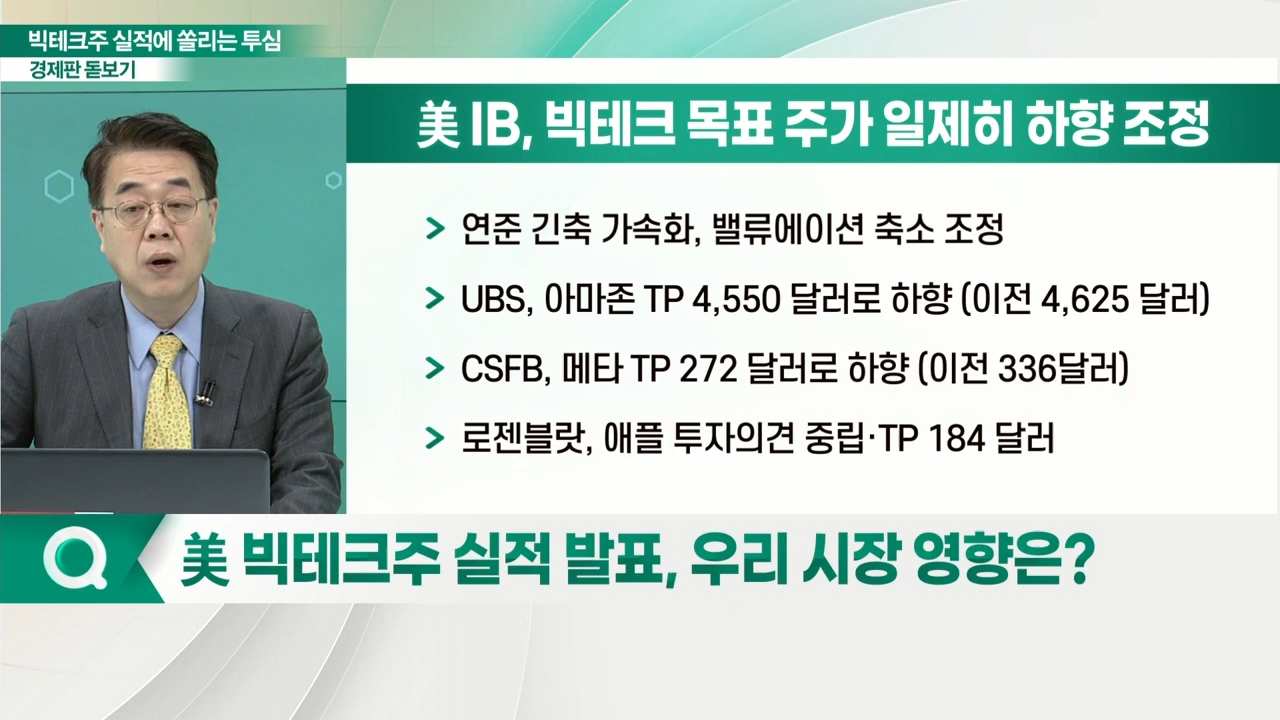 빅테크주 실적에 쏠리는 투심
경제판 돋보기
美 IB, 빅테크 목표 주가 일제히 하향 조정
> 연준 긴축 가속화, 밸류에이션 축소 조정
> UBS, 아마존 TP 4,550 달러로 하향 (이전 4,625 달러)
> CSFB, 메타 TP 272 달러로 하향 (이전 336달러)
> 로젠블랏, 애플 투자의견 중립·TP 184 달러
Q 美 빅테크주 실적 발표, 우리 시장 영향은?